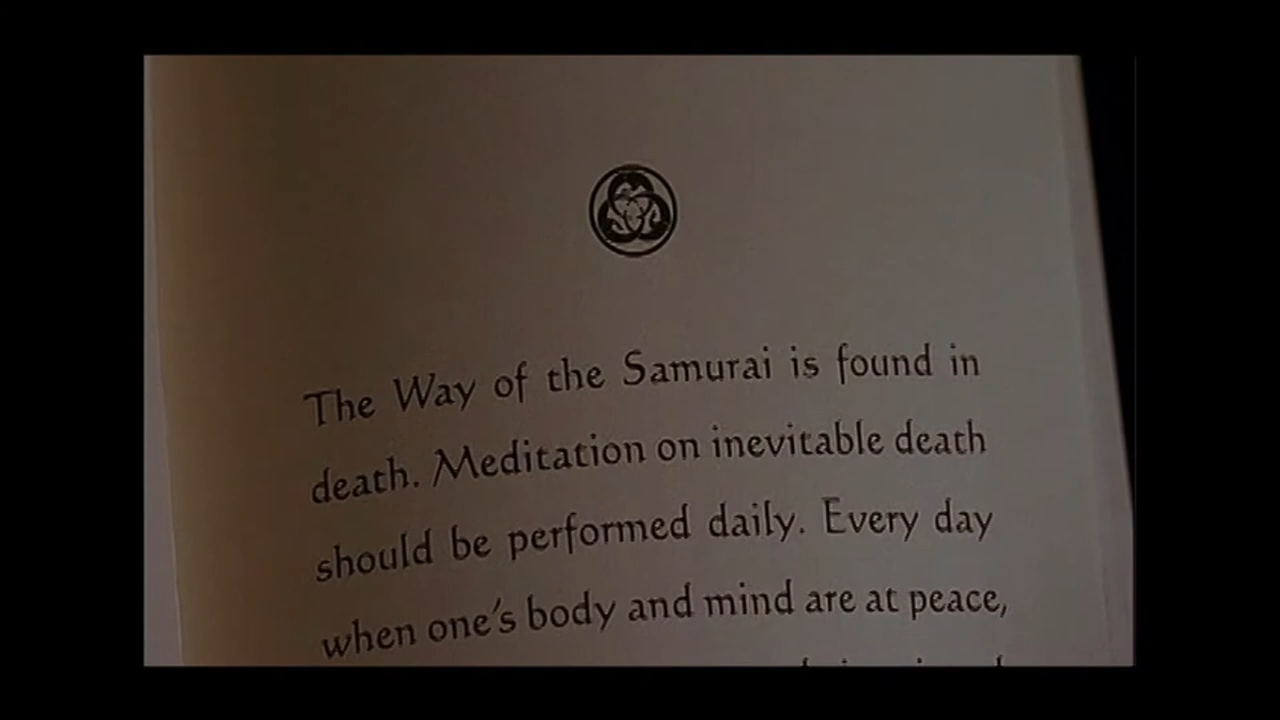 The Way of the Samurai is found in
death. Meditation on inevitable death
should be performed daily. Every day
when one's body and mind are at peace,